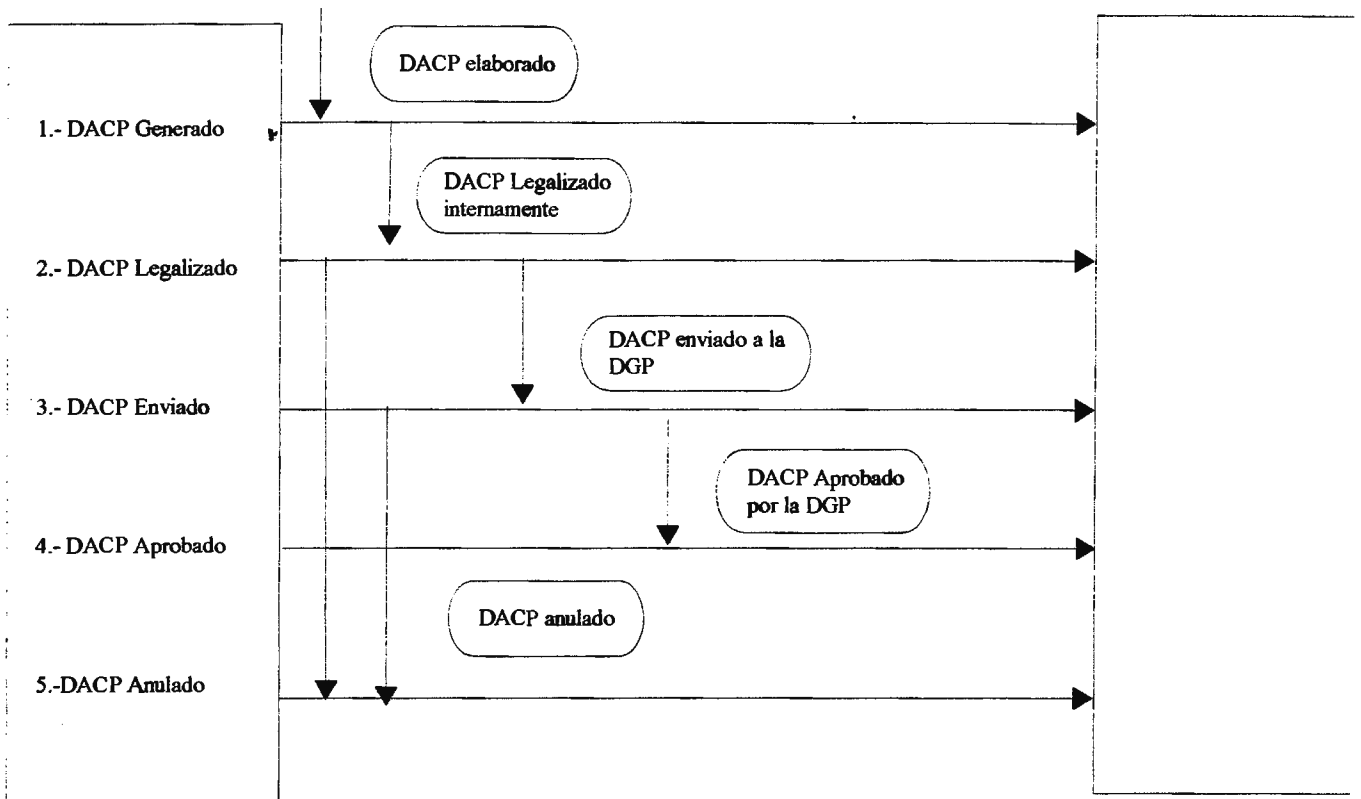 DACP elaborado
1.- DACP Generado
DACP Legalizado
internamente
2.- DACP Legalizado
DACP enviado a la
DGP
3.- DACP Enviado
DACP Aprobado
por la DGP
4.- DACP Aprobado
DACP anulado
5.-DACP Anulado